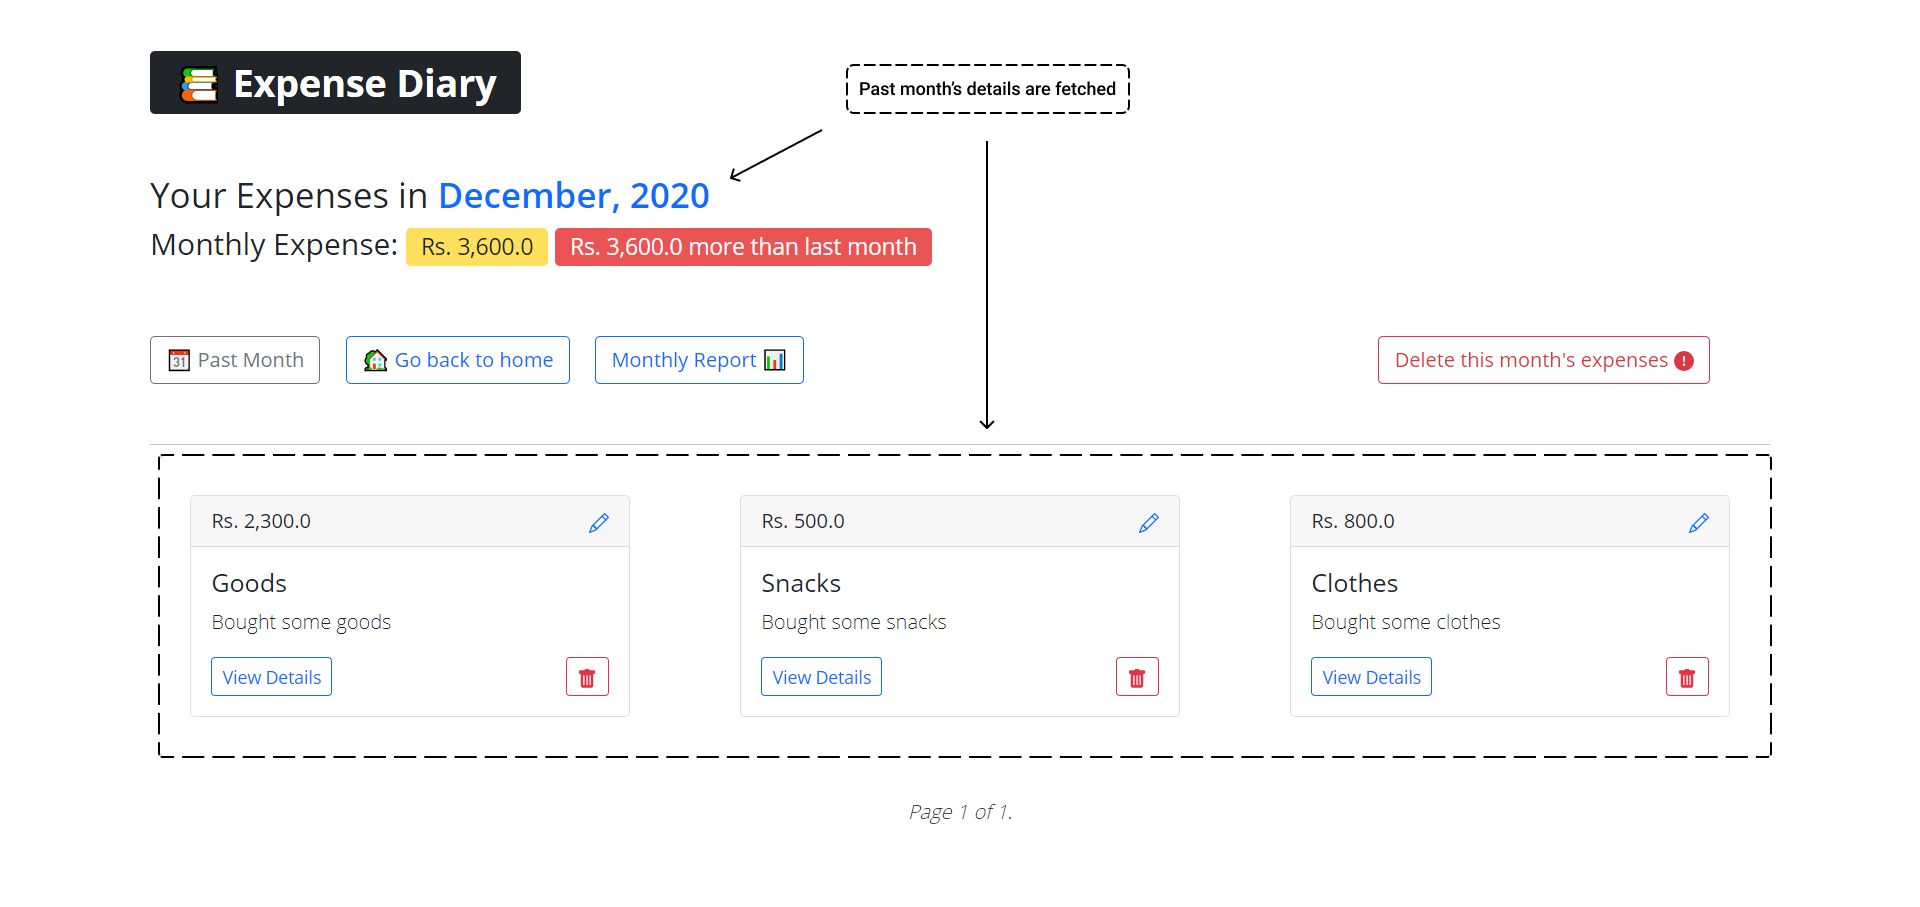 Expense Diary
Past month's details are fetched
Your Expenses in December, 2020
Monthly Expense: Rs. 3,600.0 Rs. 3,600.0 more than last month
31 Past Month
Go back to home
Monthly Report
Delete this month's expenses !
Rs. 2,300.0
Goods
Bought some goods
View Details
Rs. 500.0
Snacks
Bought some snacks
View Details
Rs. 800.0
Clothes
Bought some clothes
View Details
Page 1 of 1.